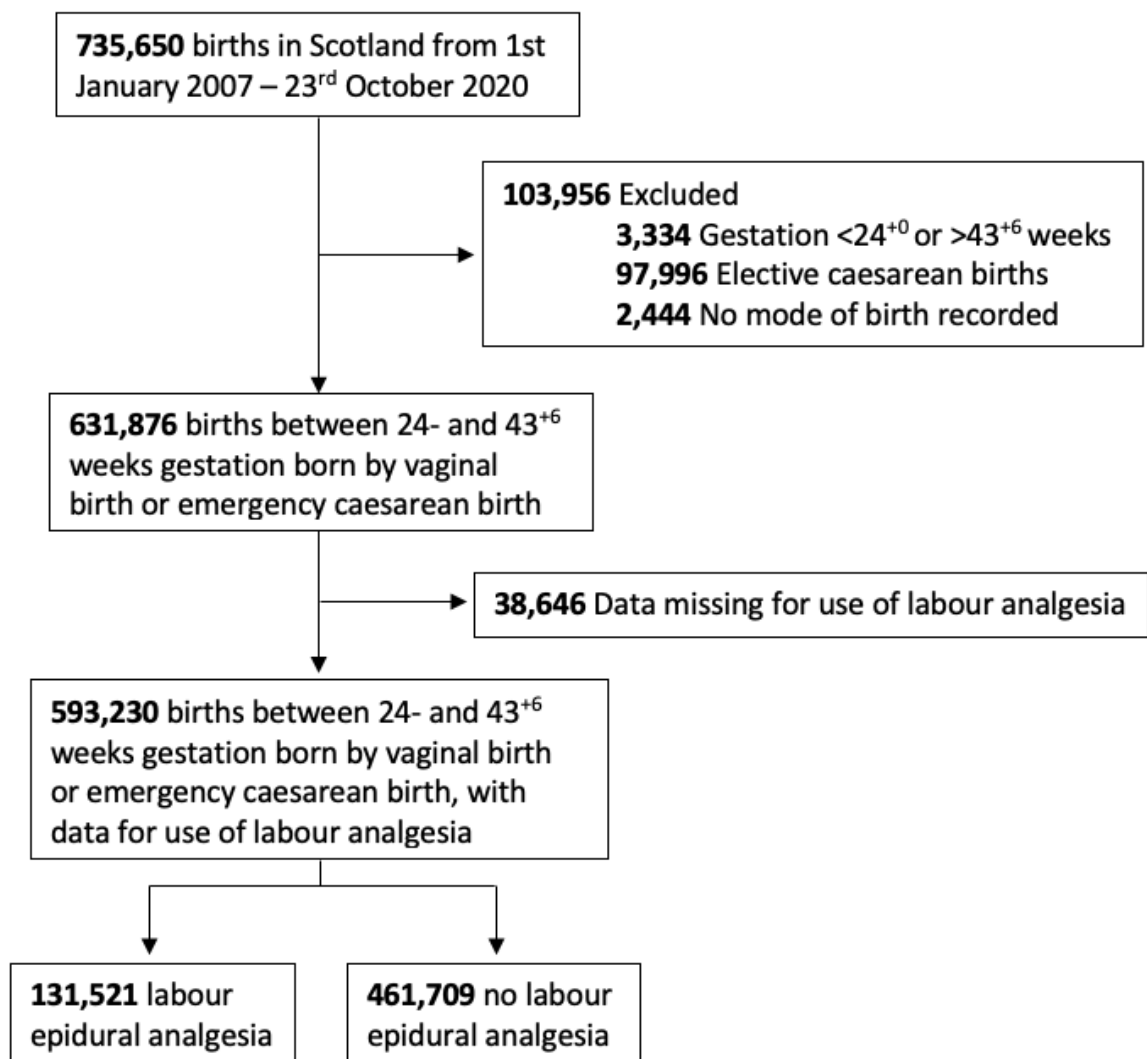 735,650 births in Scotland from 1st
January 2007 – 23rd October 2020
103,956 Excluded
3,334 Gestation <24+0 or >43+6 weeks
97,996 Elective caesarean births
2,444 No mode of birth recorded
631,876 births between 24- and 43+6
weeks gestation born by vaginal
birth or emergency caesarean birth
38,646 Data missing for use of labour analgesia
593,230 births between 24- and 43+6
weeks gestation born by vaginal birth
or emergency caesarean birth, with
data for use of labour analgesia
131,521 labour
epidural analgesia
461,709 no labour
epidural analgesia